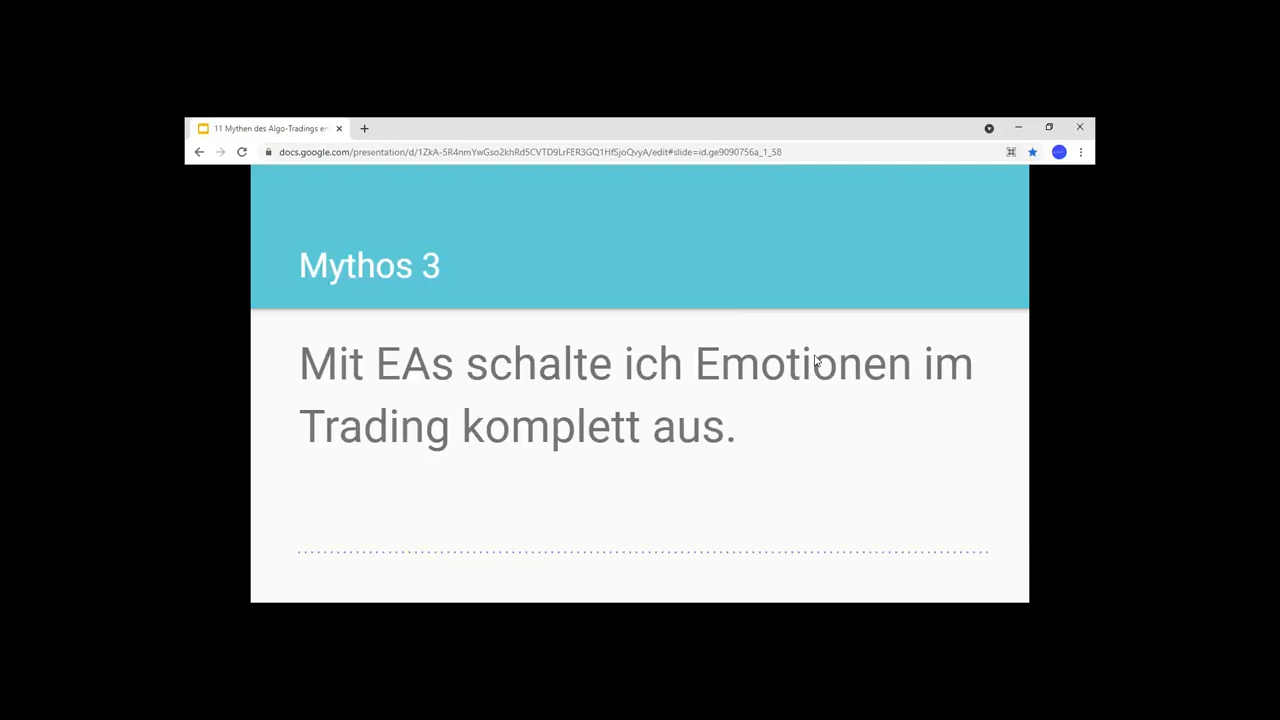 11 Mythen des Algo-Tradings en
docs.google.com/presentation/d/1ZkA-5R4nmYwGso2khRd5CVTD9LrFER3GQ1HfSjoQvyA/edit#slide=id.ge9090756a_1_58
Mythos 3
Mit EAs schalte ich Emotionen im
Trading komplett aus.